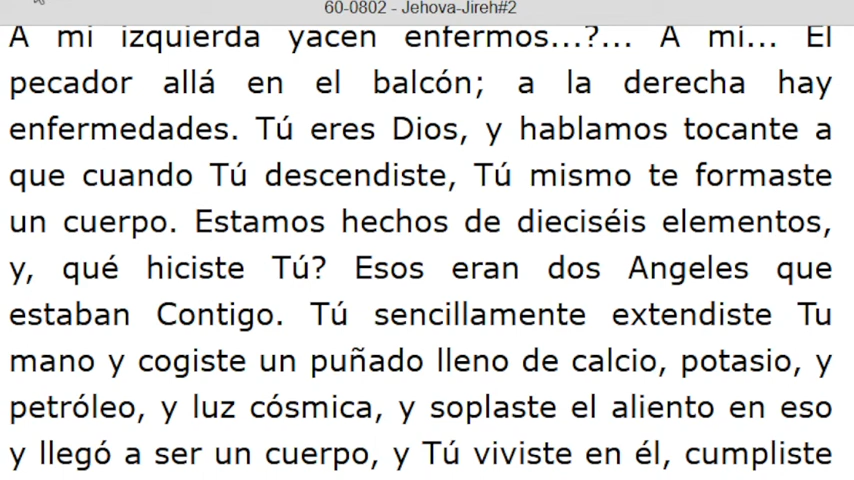 60-0802 - Jehova-Jireh#2
A mi izquierda yacen enfermos...?... A mi... El
pecador allá en el balcón; a la derecha hay
enfermedades. Tú eres Dios, y hablamos tocante a
que cuando Tú descendiste, Tú mismo te formaste
un cuerpo. Estamos hechos de dieciséis elementos,
y, qué hiciste Tú? Esos eran dos Angeles que
estaban Contigo. Tú sencillamente extendiste Tu
mano y cogiste un puñado lleno de calcio, potasio, y
petróleo, y luz cósmica, y soplaste el aliento en eso
y llegó a ser un cuerpo, y Tú viviste en él, cumpliste